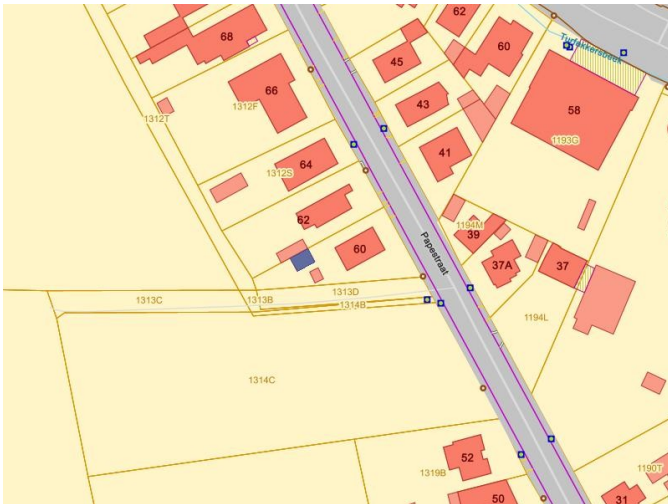 62
60
68
45
Turfakkersbeek
66
43
58
1312F
1312T
1193G
41
64
1312S
62
1194M
39
60
Papestraat
37A
37
1313D
1313C
1313B
1314B
1194L
1314C
52
1319B
1190T
50
31